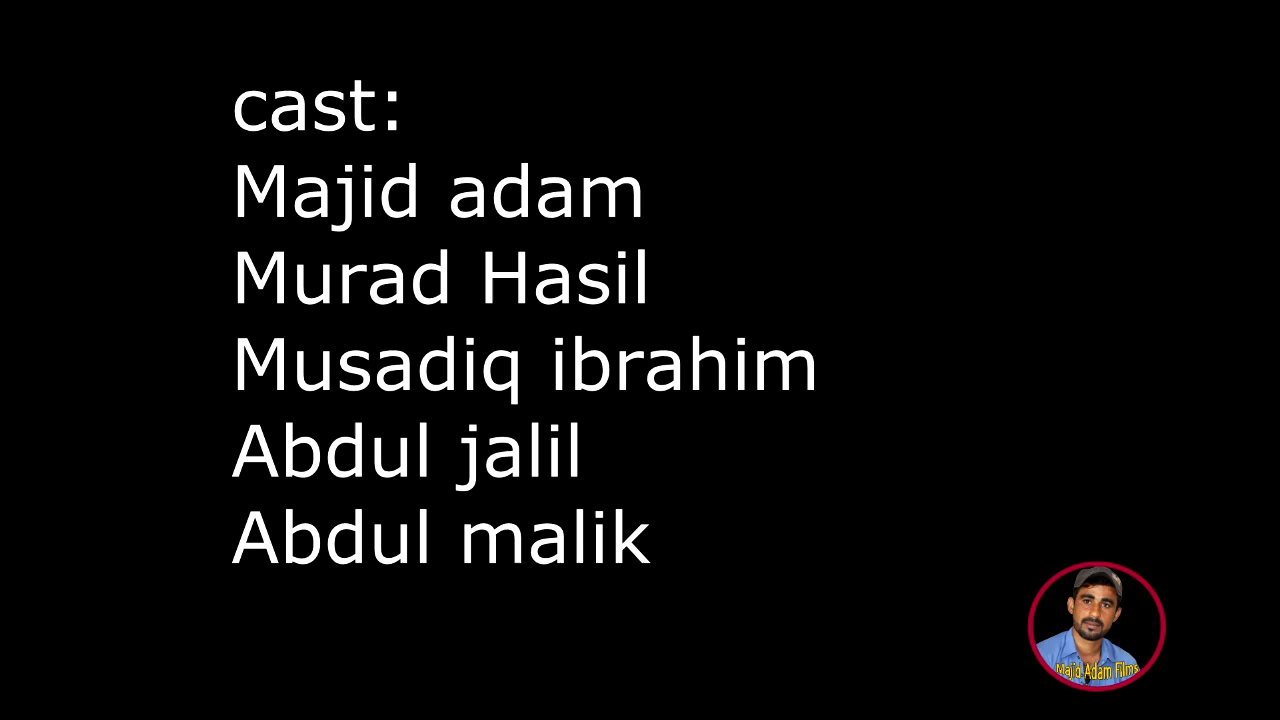 cast:
Majid adam
Murad Hasil
Musadiq ibrahim
Abdul jalil
Abdul malik
Majid Adam Films